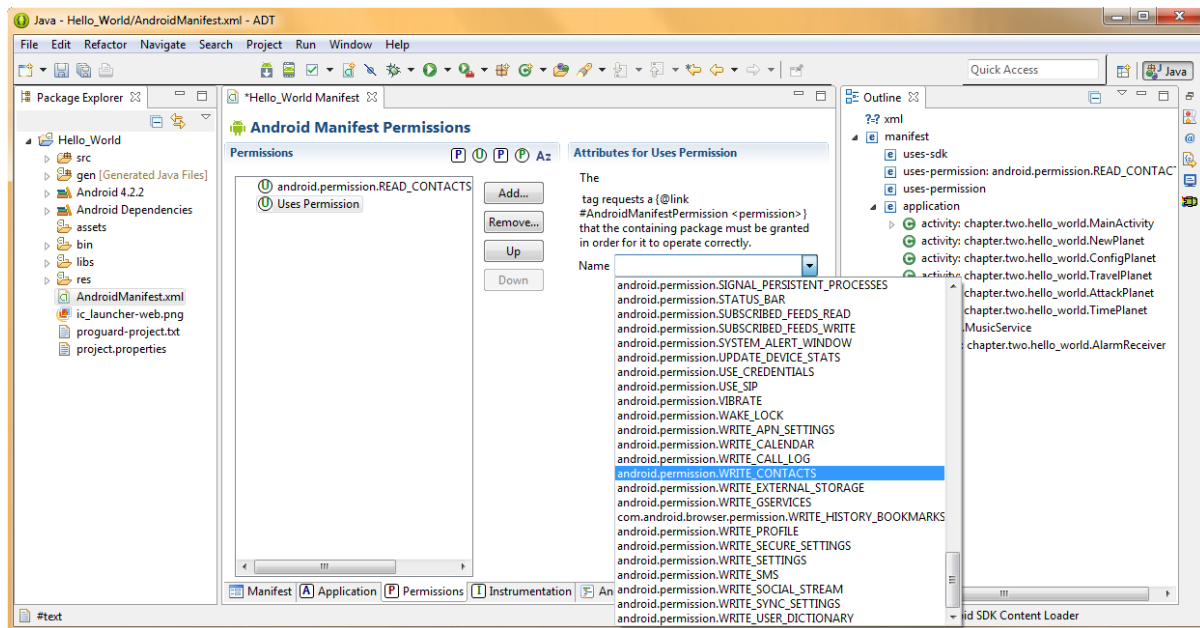 Java - Hello_World/AndroidManifest.xml - ADT
File Edit Refactor Navigate Search Project Run Window Help
Quick Access
Java
Package Explorer
Hello_World
src
gen [Generated Java Files]
Android 4.2.2
Android Dependencies
assets
bin
libs
res
AndroidManifest.xml
ic_launcher-web.png
proguard-project.txt
project.properties
*Hello_World Manifest
Android Manifest Permissions
Permissions
P U P P Az
U android.permission.READ_CONTACTS
U Uses Permission
Add...
Remove...
Up
Down
Attributes for Uses Permission
The
tag requests a {@link
#AndroidManifestPermission <permission>}
that the containing package must be granted
in order for it to operate correctly.
Name
android.permission.SIGNAL_PERSISTENT_PROCESSES
android.permission.STATUS_BAR
android.permission.SUBSCRIBED_FEEDS_READ
android.permission.SUBSCRIBED_FEEDS_WRITE
android.permission.SYSTEM_ALERT_WINDOW
android.permission.UPDATE_DEVICE_STATS
android.permission.USE_CREDENTIALS
android.permission.USE_SIP
android.permission.VIBRATE
android.permission.WAKE_LOCK
android.permission.WRITE_APN_SETTINGS
android.permission.WRITE_CALENDAR
android.permission.WRITE_CALL_LOG
android.permission.WRITE_CONTACTS
android.permission.WRITE_EXTERNAL_STORAGE
android.permission.WRITE_GSERVICES
com.android.browser.permission.WRITE_HISTORY_BOOKMARKS
android.permission.WRITE_PROFILE
android.permission.WRITE_SECURE_SETTINGS
android.permission.WRITE_SETTINGS
android.permission.WRITE_SMS
android.permission.WRITE_SOCIAL_STREAM
android.permission.WRITE_SYNC_SETTINGS
android.permission.WRITE_USER_DICTIONARY
Manifest A Application P Permissions I Instrumentation F An
Outline
?=? xml
e manifest
e uses-sdk
e uses-permission: android.permission.READ_CONTAC
e uses-permission
e application
activity: chapter.two.hello_world.MainActivity
activity: chapter.two.hello_world.NewPlanet
activity: chapter.two.hello_world.ConfigPlanet
activity: chapter.two.hello_world.TravelPlanet
chapter.two.hello_world.AttackPlanet
chapter.two.hello_world.TimePlanet
.MusicService
: chapter.two.hello_world.AlarmReceiver
#text
id SDK Content Loader